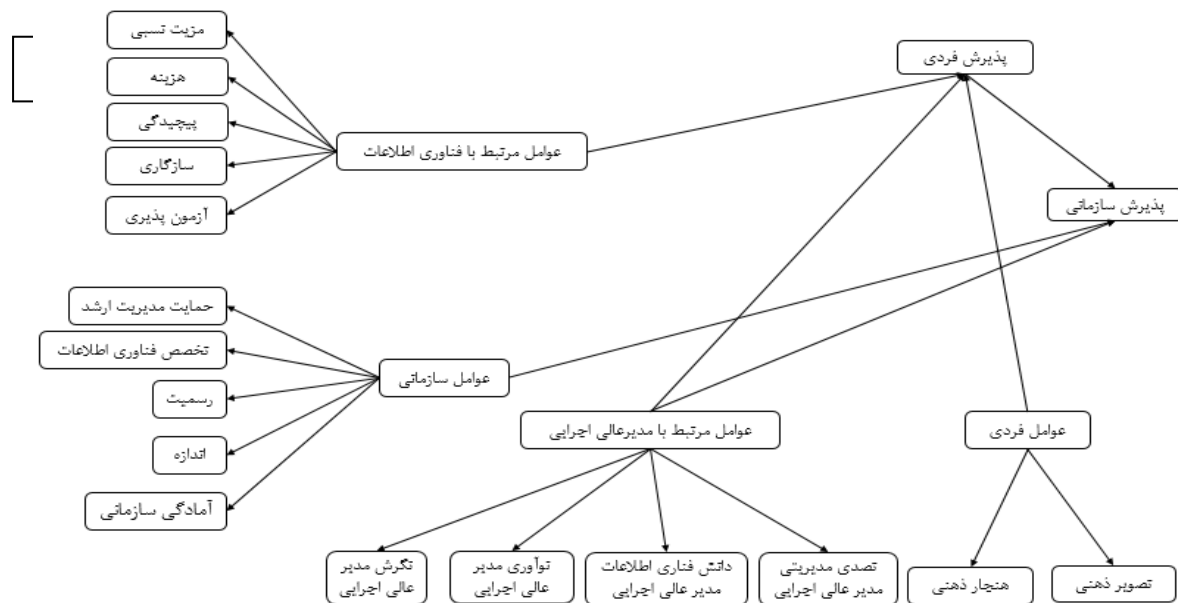 مزیت نسبی
هزینه
پیچیدگی
سازگاری
آزمون پذیری
عوامل مرتبط با فناوری اطلاعات
پذیرش فردی
پذیرش سازمانی
حمایت مدیریت ارشد
تخصص فناوری اطلاعات
رسمیت
اندازه
آمادگی سازمانی
عوامل سازمانی
عوامل مرتبط با مدیرعالی اجرایی
عوامل فردی
نگرش مدیر
عالی اجرایی
نوآوری مدیر
عالی اجرایی
دانش فناری اطلاعات
مدیر عالی اجرایی
تصدی مدیریتی
مدیر عالی اجرایی
هنجار ذهنی
تصویر ذهنی